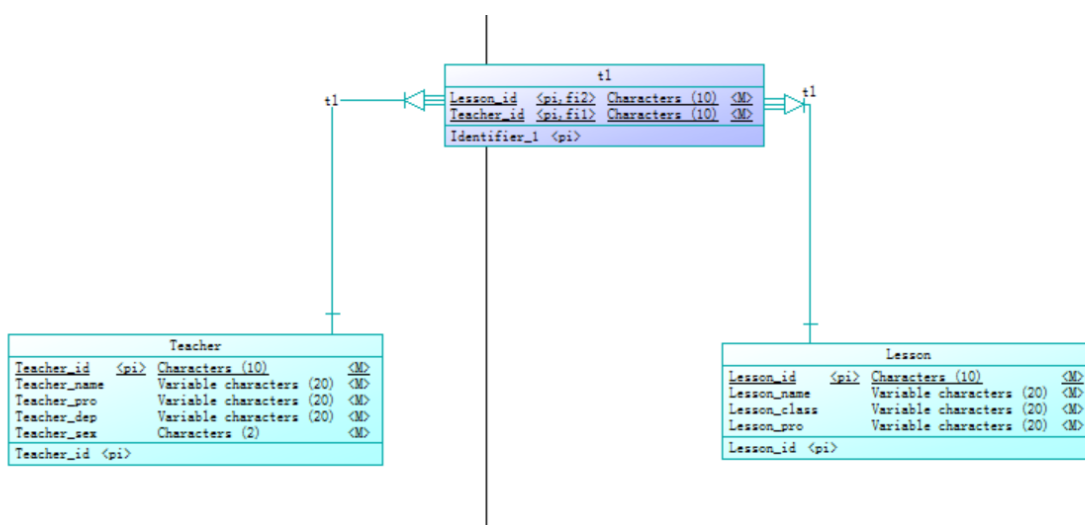 t1
Lesson_id <pi,fi2> Characters (10) <M>
Teacher_id <pi,fi1> Characters (10) <M>
Identifier_1 <pi>
t1
t1
Teacher
Teacher_id <pi> Characters (10) <M>
Teacher_name Variable characters (20) <M>
Teacher_pro Variable characters (20) <M>
Teacher_dep Variable characters (20) <M>
Teacher_sex Characters (2) <M>
Teacher_id <pi>
Lesson
Lesson_id <pi> Characters (10) <M>
Lesson_name Variable characters (20) <M>
Lesson_class Variable characters (20) <M>
Lesson_pro Variable characters (20) <M>
Lesson_id <pi>